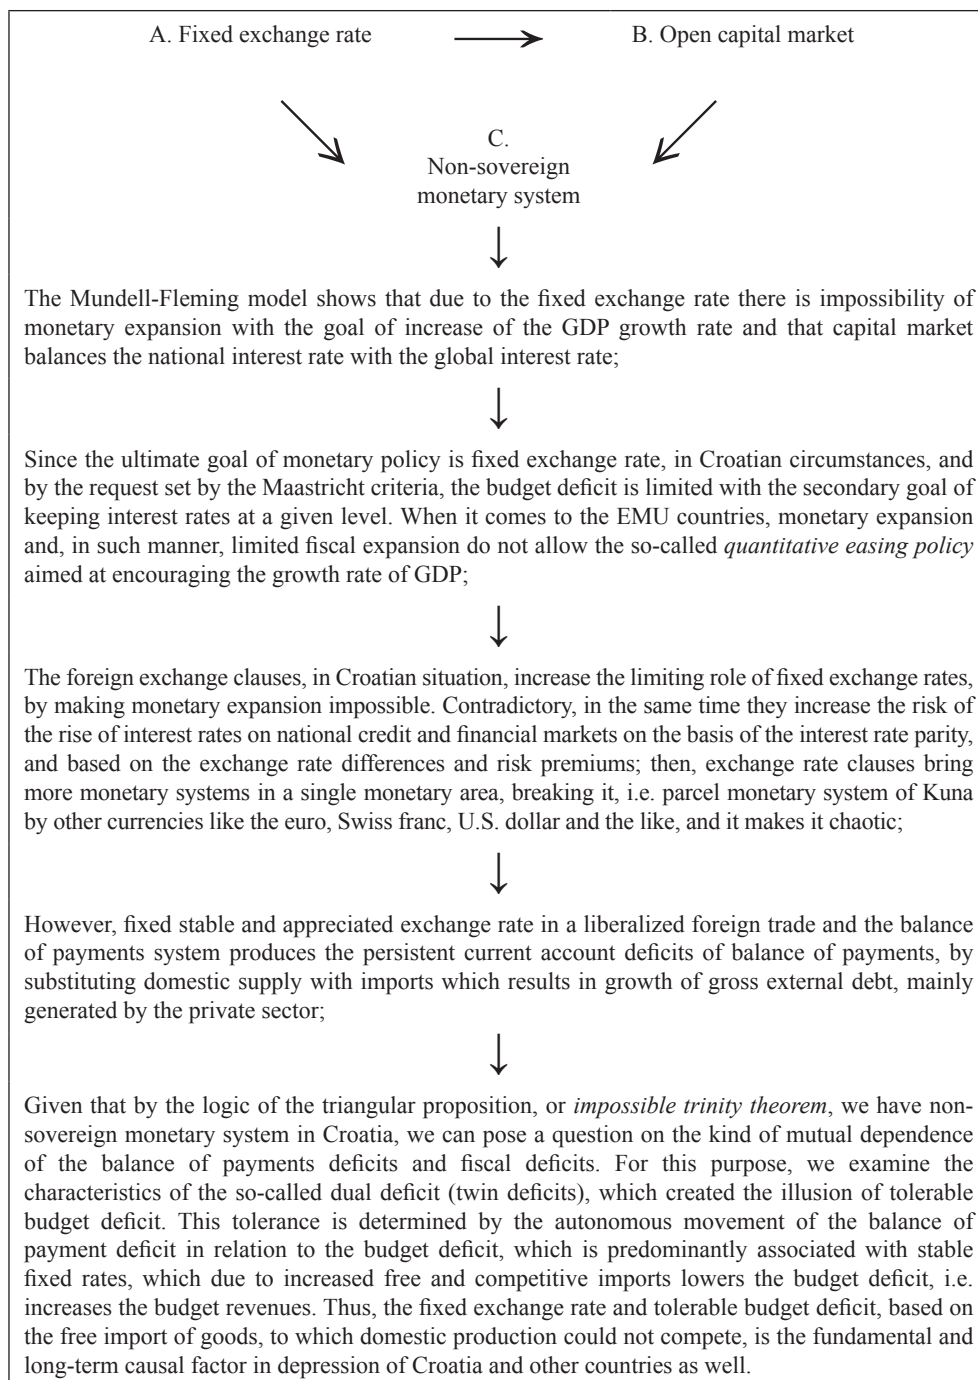 A. Fixed exchange rate
B. Open capital market
C.
Non-sovereign
monetary system
The Mundell-Fleming model shows that due to the fixed exchange rate there is impossibility of
monetary expansion with the goal of increase of the GDP growth rate and that capital market
balances the national interest rate with the global interest rate;
Since the ultimate goal of monetary policy is fixed exchange rate, in Croatian circumstances, and
by the request set by the Maastricht criteria, the budget deficit is limited with the secondary goal of
keeping interest rates at a given level. When it comes to the EMU countries, monetary expansion
and, in such manner, limited fiscal expansion do not allow the so-called quantitative easing policy
aimed at encouraging the growth rate of GDP;
The foreign exchange clauses, in Croatian situation, increase the limiting role of fixed exchange rates,
by making monetary expansion impossible. Contradictory, in the same time they increase the risk of
the rise of interest rates on national credit and financial markets on the basis of the interest rate parity,
and based on the exchange rate differences and risk premiums; then, exchange rate clauses bring
more monetary systems in a single monetary area, breaking it, i.e. parcel monetary system of Kuna
by other currencies like the euro, Swiss franc, U.S. dollar and the like, and it makes it chaotic;
However, fixed stable and appreciated exchange rate in a liberalized foreign trade and the balance
of payments system produces the persistent current account deficits of balance of payments, by
substituting domestic supply with imports which results in growth of gross external debt, mainly
generated by the private sector;
Given that by the logic of the triangular proposition, or impossible trinity theorem, we have non-
sovereign monetary system in Croatia, we can pose a question on the kind of mutual dependence
of the balance of payments deficits and fiscal deficits. For this purpose, we examine the
characteristics of the so-called dual deficit (twin deficits), which created the illusion of tolerable
budget deficit. This tolerance is determined by the autonomous movement of the balance of
payment deficit in relation to the budget deficit, which is predominantly associated with stable
fixed rates, which due to increased free and competitive imports lowers the budget deficit, i.e.
increases the budget revenues. Thus, the fixed exchange rate and tolerable budget deficit, based on
the free import of goods, to which domestic production could not compete, is the fundamental and
long-term causal factor in depression of Croatia and other countries as well.